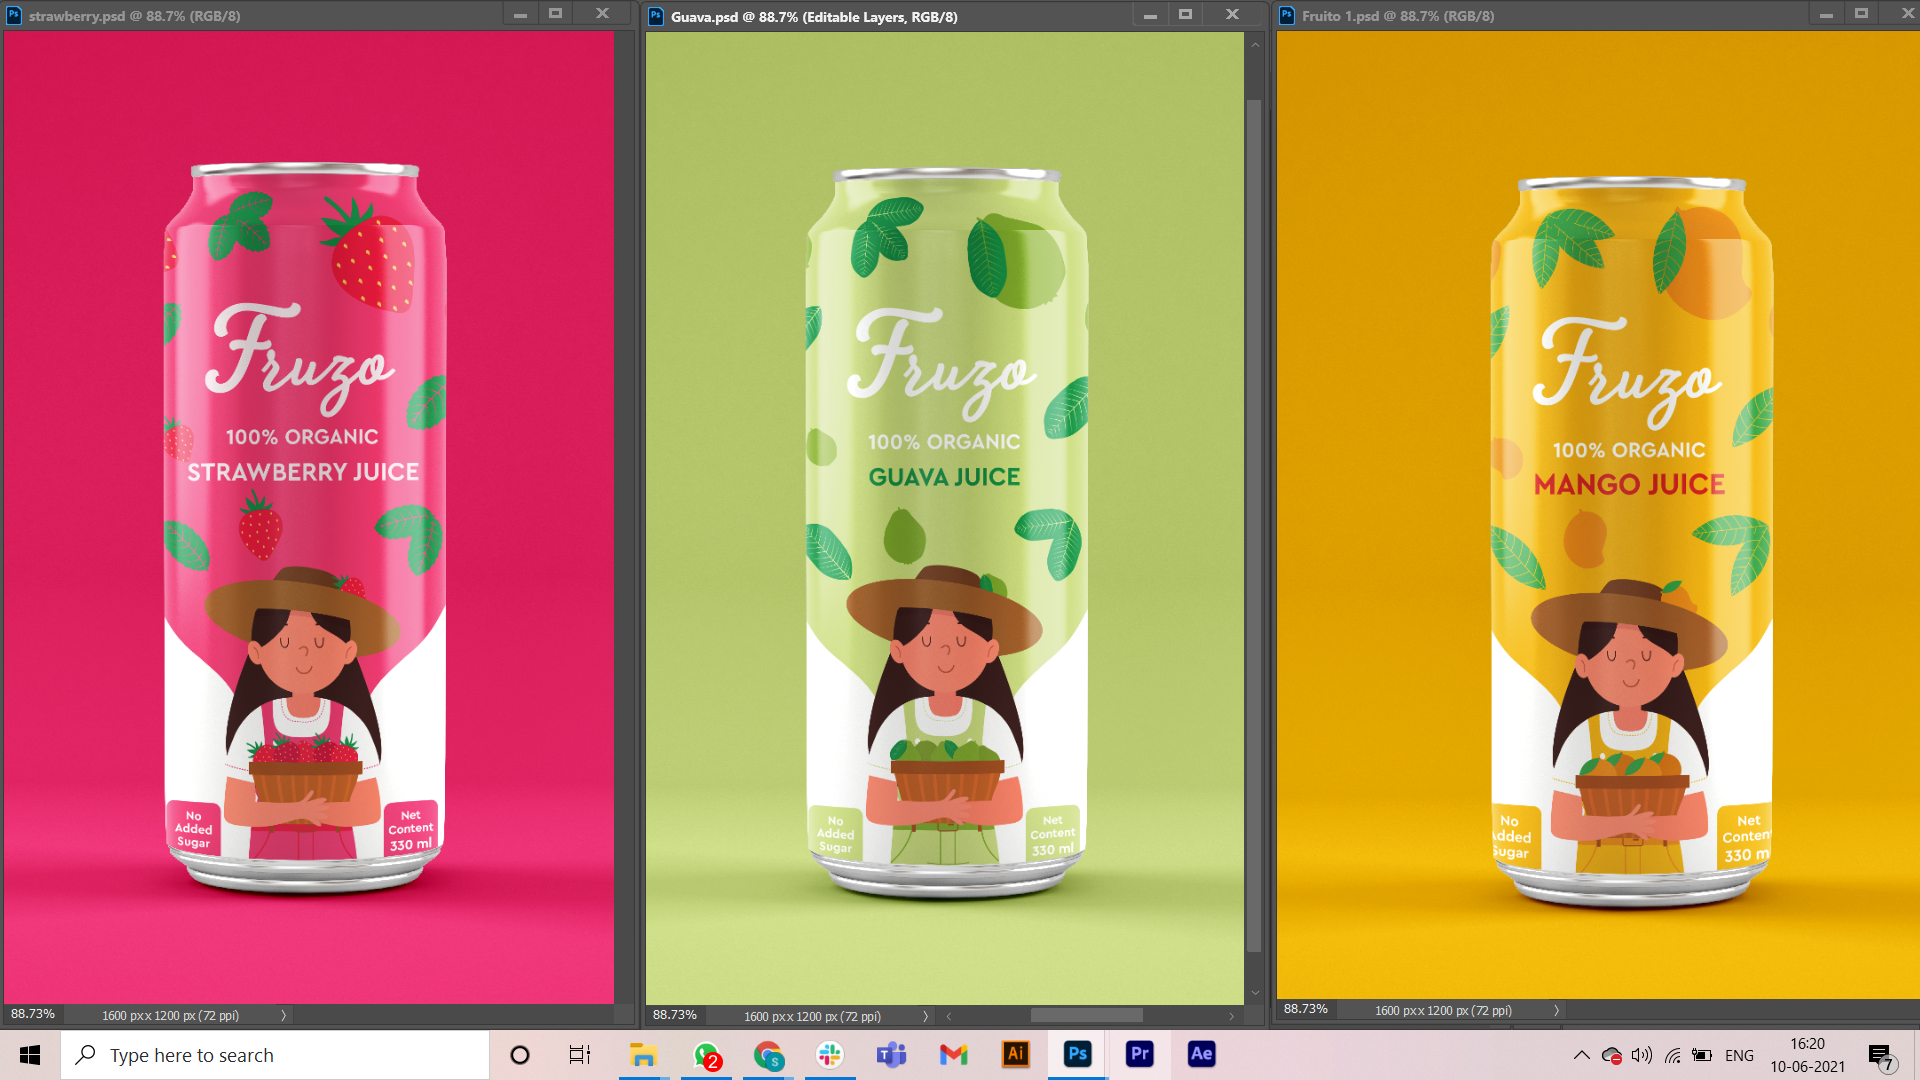 strawberry.psd @ 88.7% (RGB/8)
Fruzo
100% ORGANIC
STRAWBERRY JUICE
No
Added
Sugar
Net
Content
330 ml
88.73%
1600 px x 1200 px (72 ppi)
Guava.psd @ 88.7% (Editable Layers, RGB/8)
Fruzo
100% ORGANIC
GUAVA JUICE
No
Added
Sugar
Net
Content
330 ml
88.73%
1600 px x 1200 px (72 ppi)
Fruito 1.psd @ 88.7% (RGB/8)
Fruzo
100% ORGANIC
MANGO JUICE
No
Added
Sugar
Net
Content
330 m
88.73%
1600 px x 1200 px (72 ppi)
Type here to search
2
S
Ai
Ps
Pr
Ae
ENG
16:20
10-06-2021
7